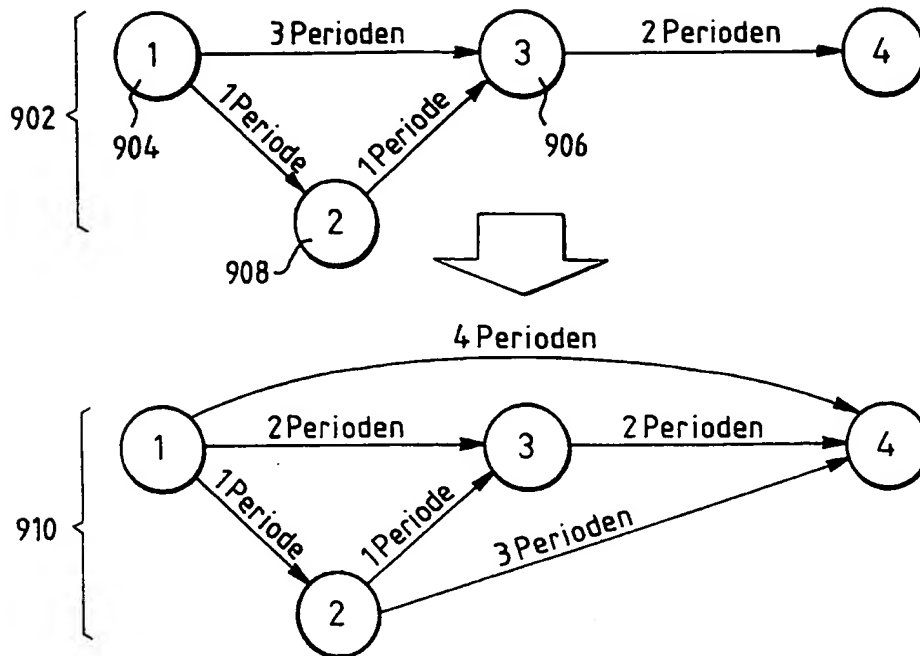 3 Perioden
2 Perioden
1
3
4
1 Periode
1 Periode
902
904
906
2
908
4 Perioden
2 Perioden
2 Perioden
1
3
4
1 Periode
1 Periode
3 Perioden
910
2